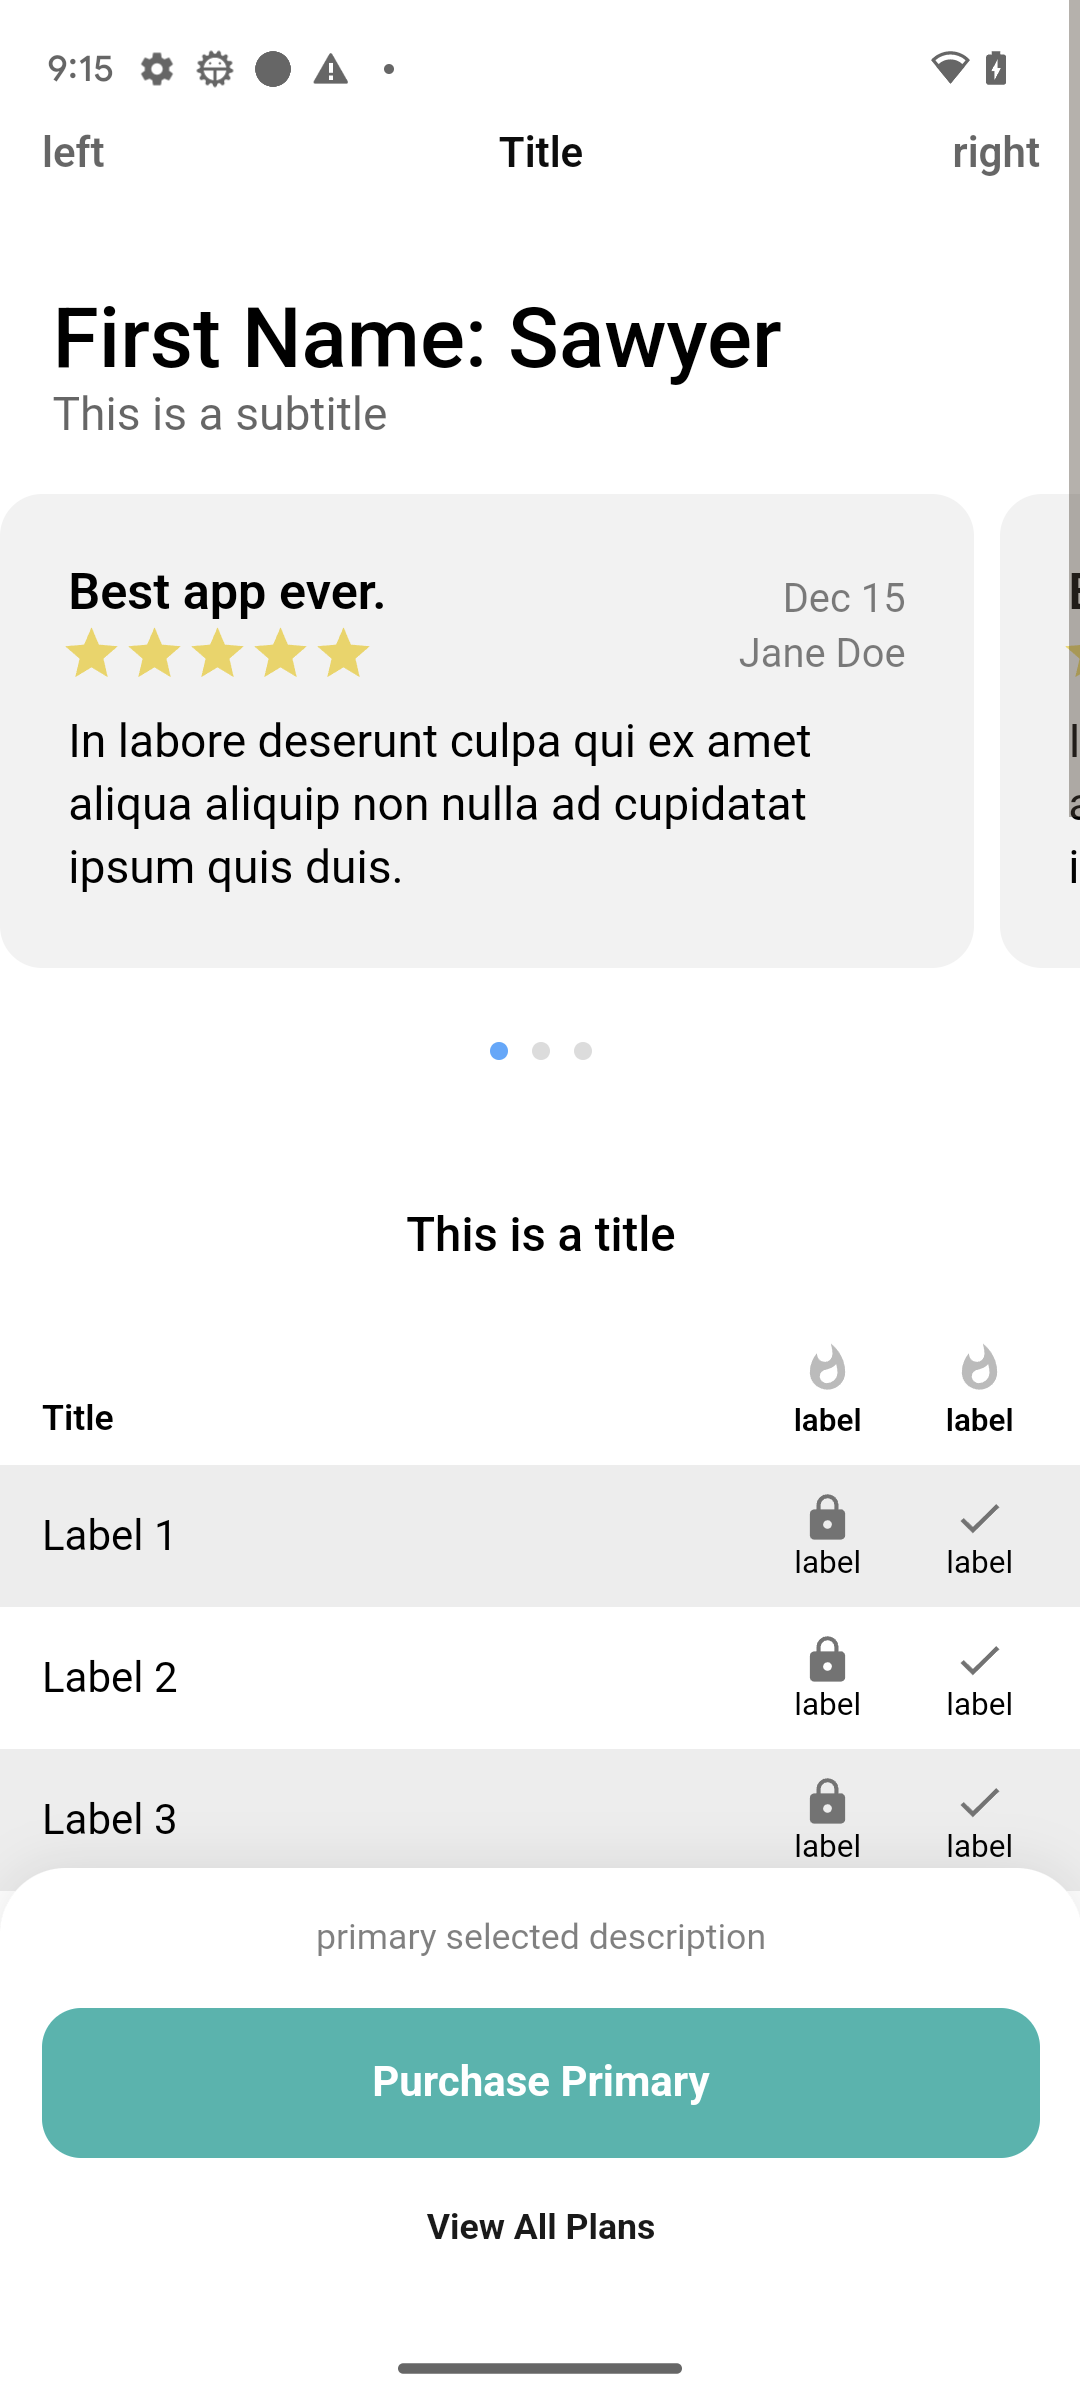 9:15
left Title right
First Name: Sawyer
This is a subtitle
Best app ever. Dec 15
Jane Doe
In labore deserunt culpa qui ex amet
aliqua aliquip non nulla ad cupidatat
ipsum quis duis.
This is a title
Title label label
Label 1 label label
Label 2 label label
Label 3 label label
primary selected description
Purchase Primary
View All Plans